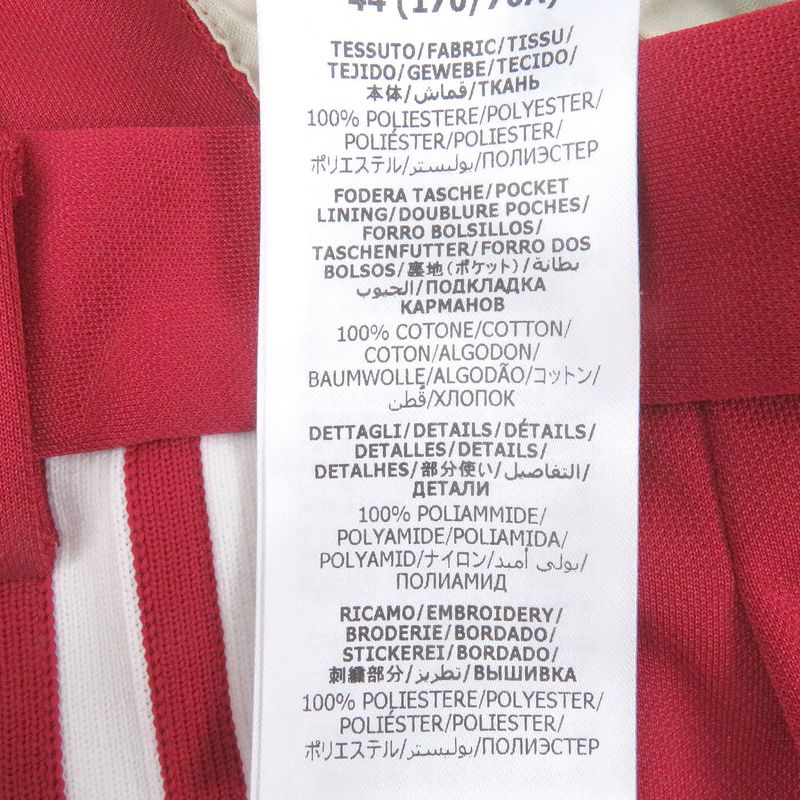 44 (170/76A)
TESSUTO/FABRIC/TISSU/
TEJIDO/GEWEBE/TECIDO/
本体/قماش/ТКАНЬ
100% POLIESTERE/POLYESTER/
POLIÉSTER/POLIESTER/
ポリエステル/بوليستر/ПОЛИЭСТЕР
FODERA TASCHE/POCKET
LINING/DOUBLURE POCHES/
FORRO BOLSILLOS/
TASCHENFUTTER/FORRO DOS
BOLSOS/裏地(ポケット)/بطانة
الجيوب/ПОДКЛАДКА
КАРМАНОВ
100% COTONE/COTTON/
COTON/ALGODON/
BAUMWOLLE/ALGODÃO/コットン/
قُطن/ХЛОПОК
DETTAGLI/DETAILS/DÉTAILS/
DETALLES/DETAILS/
DETALHES/部分使い/التفاصيل/
ДЕТАЛИ
100% POLIAMMIDE/
POLYAMIDE/POLIAMIDA/
POLYAMID/ナイロン/بولي أميد/
ПОЛИАМИД
RICAMO/EMBROIDERY/
BRODERIE/BORDADO/
STICKEREI/BORDADO/
刺繍部分/تطريز/ВЫШИВКА
100% POLIESTERE/POLYESTER/
POLIÉSTER/POLIESTER/
ポリエステル/بوليستر/ПОЛИЭСТЕР